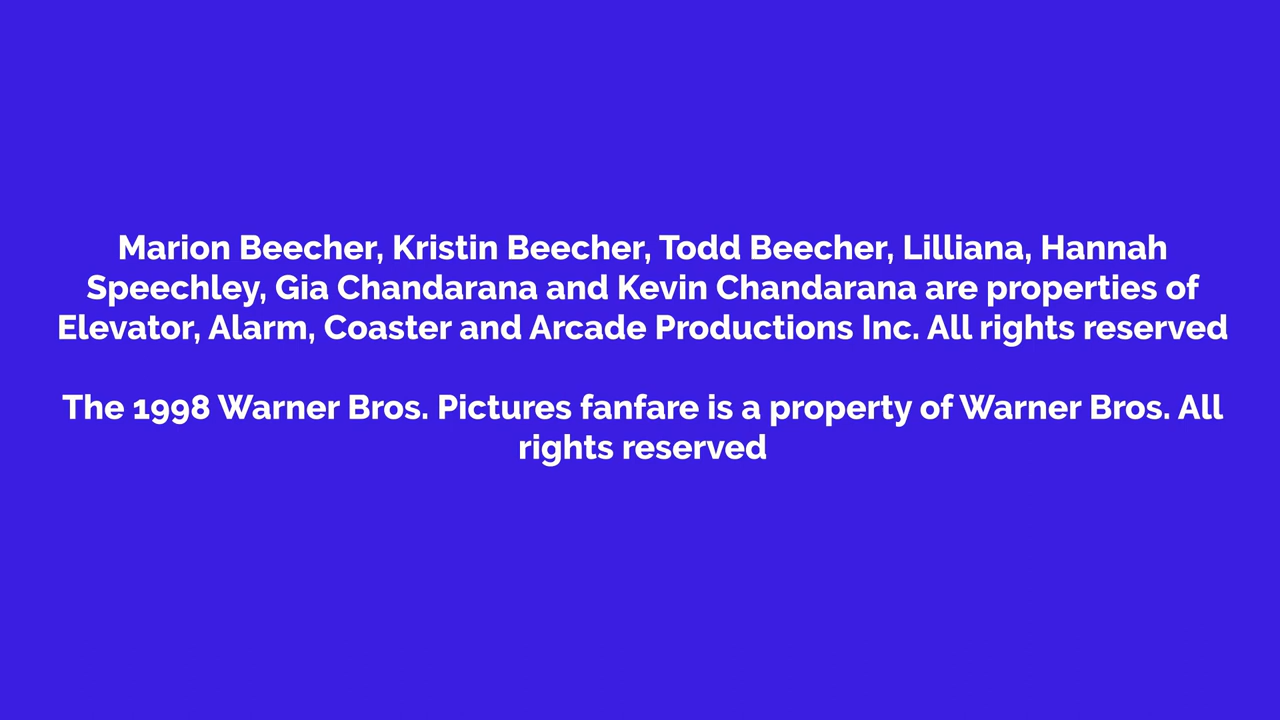 Marion Beecher, Kristin Beecher, Todd Beecher, Lilliana, Hannah
Speechley, Gia Chandarana and Kevin Chandarana are properties of
Elevator, Alarm, Coaster and Arcade Productions Inc. All rights reserved
The 1998 Warner Bros. Pictures fanfare is a property of Warner Bros. All
rights reserved